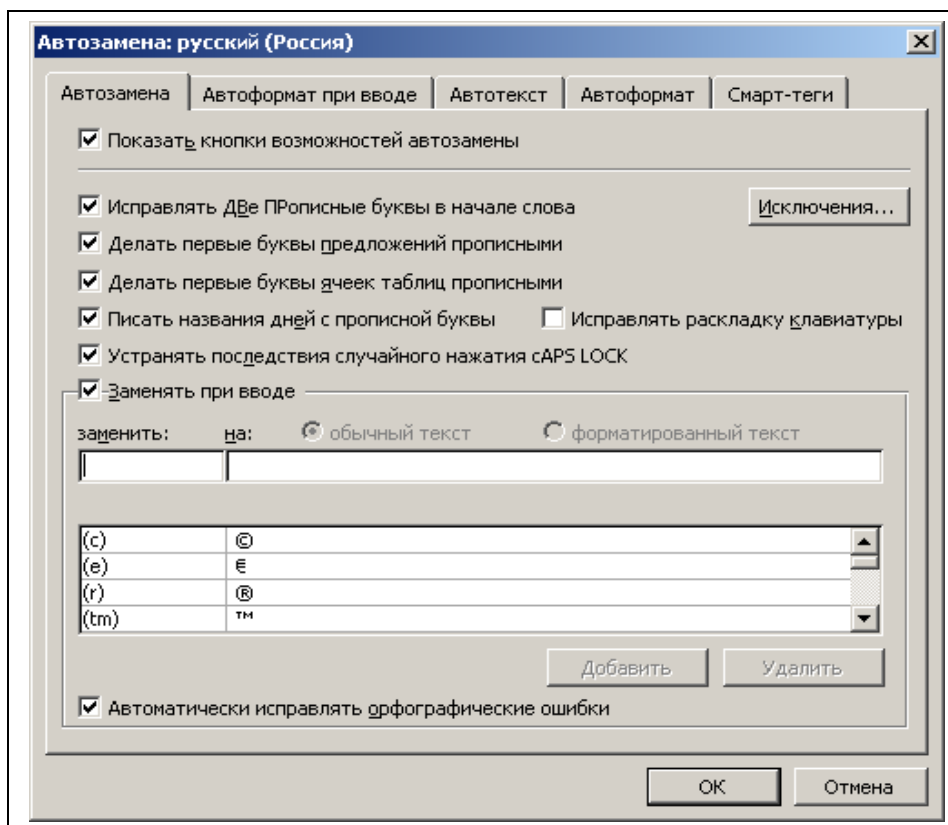 Автозамена: русский (Россия)
Автозамена Автоформат при вводе Автотекст Автоформат Смарт-теги
Показать кнопки возможностей автозамены
Исправлять ДВе ПРописные буквы в начале слова Исключения...
Делать первые буквы предложений прописными
Делать первые буквы ячеек таблиц прописными
Писать названия дней с прописной буквы Исправлять раскладку клавиатуры
Устранять последствия случайного нажатия cAPS LOCK
Заменять при вводе
заменить: на: обычный текст форматированный текст
(c) ©
(e) €
(r) ®
(tm) ™
Добавить Удалить
Автоматически исправлять орфографические ошибки
ОК Отмена